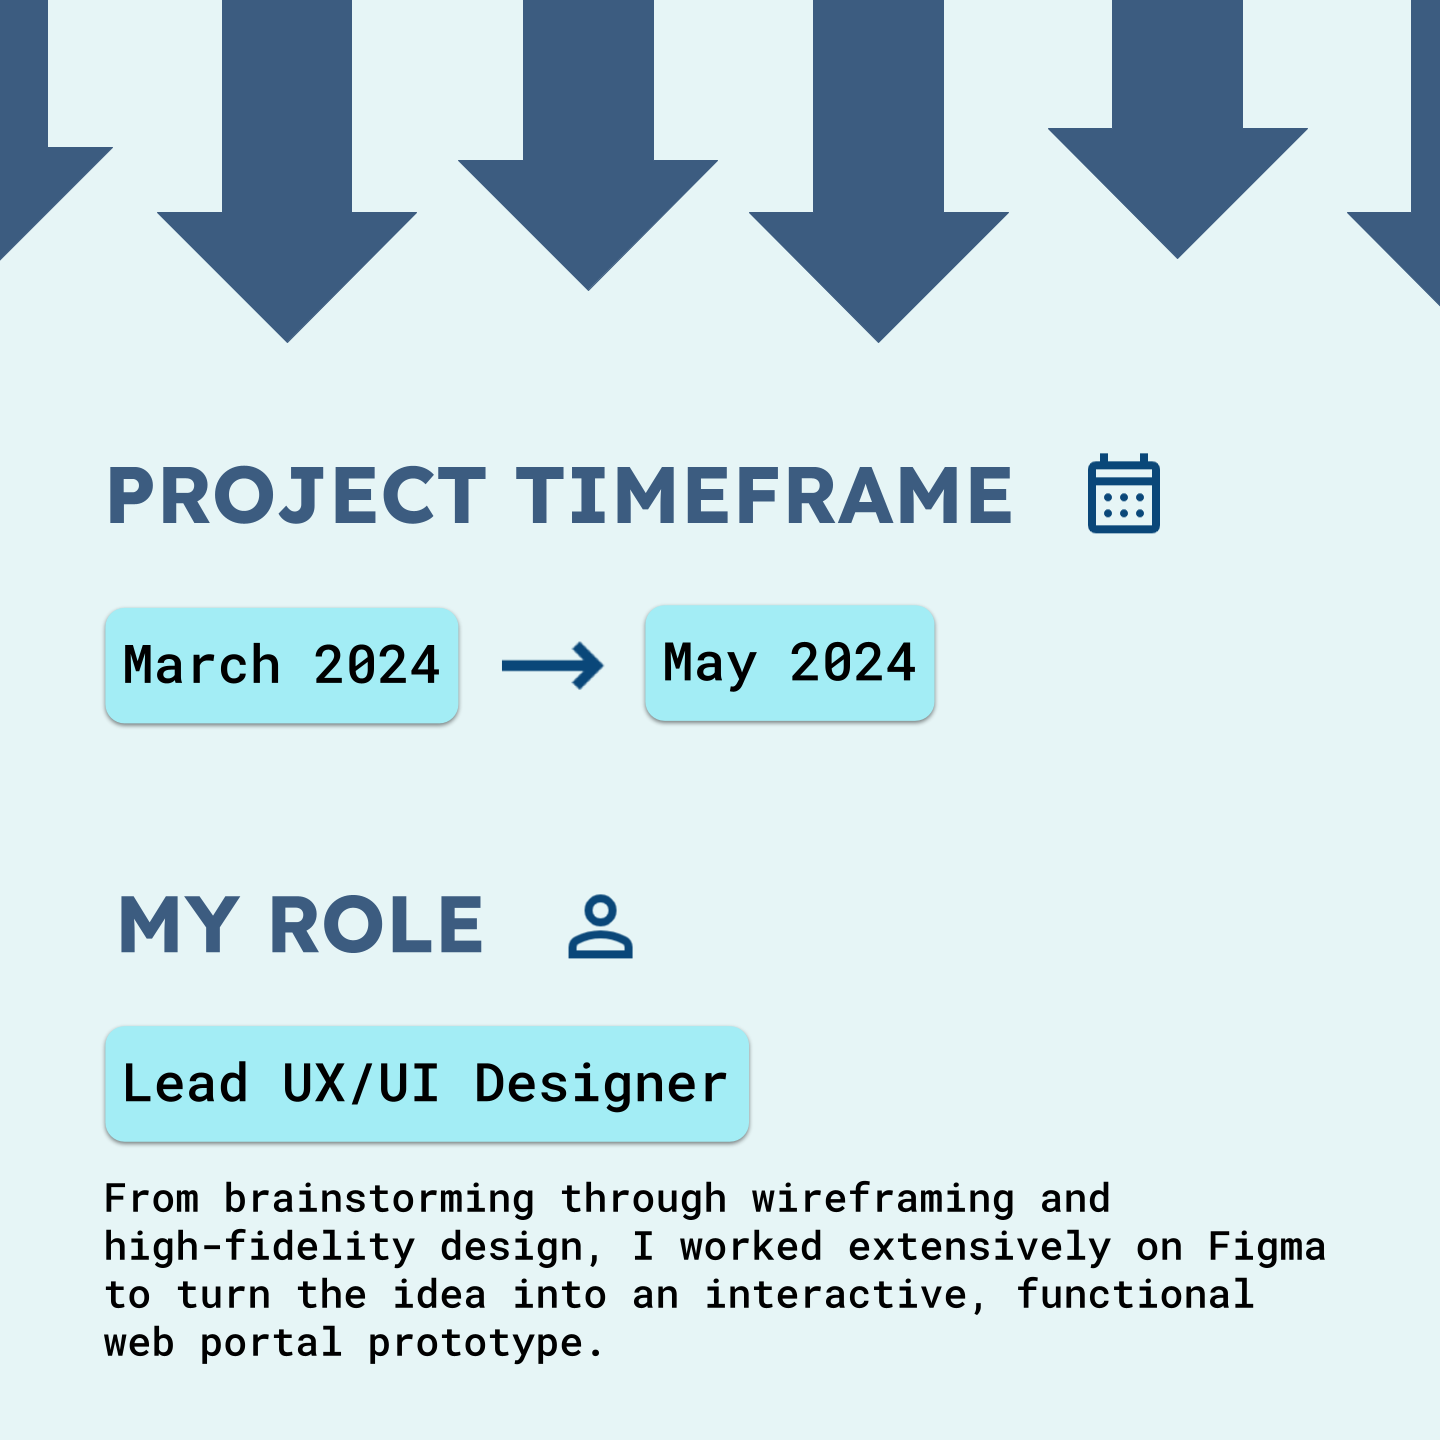 PROJECT TIMEFRAME
March 2024
May 2024
MY ROLE
Lead UX/UI Designer
From brainstorming through wireframing and
high-fidelity design, I worked extensively on Figma
to turn the idea into an interactive, functional
web portal prototype.